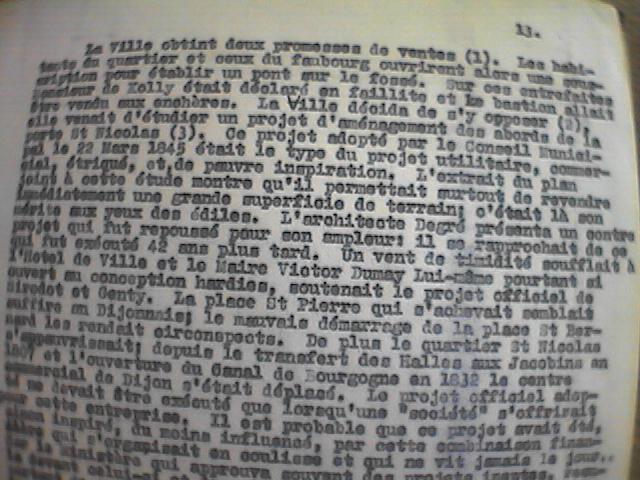 13.
La Ville obtint deux promesses de ventes (1). Les habi-
tants du quartier et ceux du faubourg ouvrirent alors une sous-
cription pour établir un pont sur le fossé. Sur ces entrefaites
Monsieur de Kelly était déclaré en faillite et le bastion allait
être vendu aux enchères. La Ville décida de s'y opposer (2),
elle venait d'étudier un projet d'aménagement des abords de la
porte St Nicolas (3). Ce projet adopté par le Conseil Munici-
pal le 22 Mars 1845 était le type du projet utilitaire, commer-
cial, étriqué, et de pauvre inspiration. L'extrait du plan
joint à cette étude montre qu'il permettait surtout de revendre
immédiatement une grande superficie de terrain; c'était là son
mérite aux yeux des édiles. L'architecte Degré présenta un contre
projet qui fut repoussé pour son ampleur: il se rapprochait de ce
qui fut exécuté 42 ans plus tard. Un vent de timidité soufflait à
l'Hotel de Ville et le Maire Victor Dumay Lui-même pourtant si
ouvert au conception hardies, soutenait le projet officiel de
et Genty. La place St Pierre qui s'achevait semblait
suffire au Dijonnais; le mauvais démarrage de la place St Ber-
nard les rendait circonspects. De plus le quartier St Nicolas
s'appauvrissait; depuis le transfert des Halles aux Jacobins en
et l'ouverture du Canal de Bourgogne en 1832 le centre
commercial de Dijon s'était déplacé. Le projet officiel adop-
té ne devait être exécuté que lorsqu'une "société" s'offrirait
pour cette entreprise. Il est probable que ce projet avait été,
sinon inspiré, du moins influencé, par cette combinaison finan-
qui s'organisait en coulisse et qui ne vit jamais le jour..
le Ministère qui approuva souvent des projets
devant celui-ci et